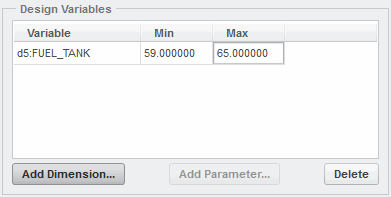 Design Variables
Variable Min Max
d5:FUEL_TANK 59.000000 65.000000
Add Dimension... Add Parameter... Delete